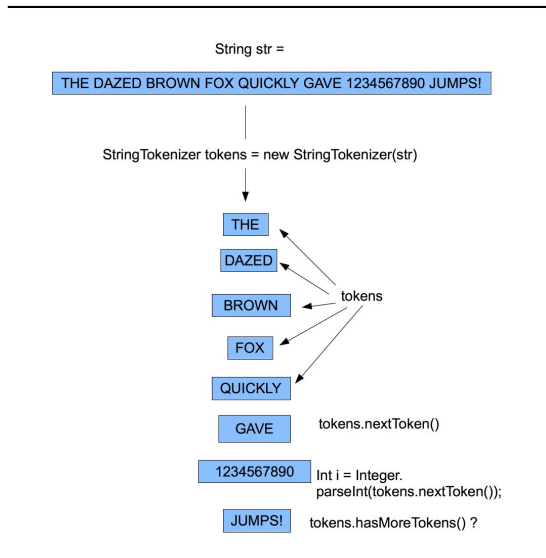 String str =
THE DAZED BROWN FOX QUICKLY GAVE 1234567890 JUMPS!
StringTokenizer tokens = new StringTokenizer(str)
THE
DAZED
tokens
BROWN
FOX
QUICKLY
GAVE
tokens.nextToken()
1234567890
Int i = Integer.
parseInt(tokens.nextToken());
JUMPS!
tokens.hasMoreTokens() ?